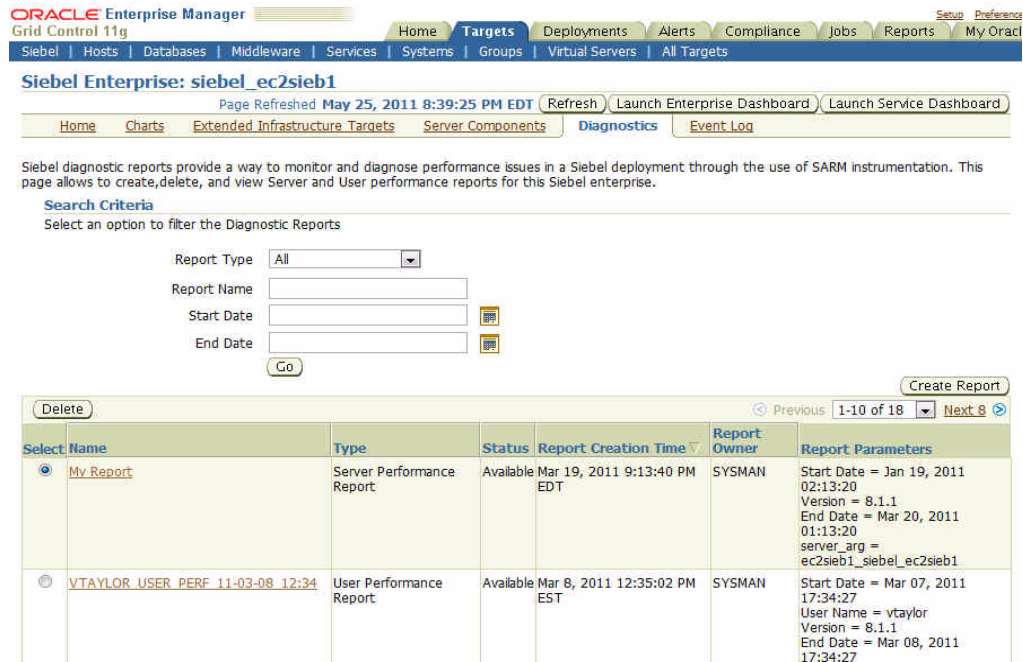 ORACLE Enterprise Manager
Grid Control 11g
Setup Preference
Home Targets Deployments Alerts Compliance Jobs Reports My Oracl
Siebel | Hosts | Databases | Middleware | Services | Systems | Groups | Virtual Servers | All Targets
Siebel Enterprise: siebel_ec2sieb1
Page Refreshed May 25, 2011 8:39:25 PM EDT Refresh Launch Enterprise Dashboard Launch Service Dashboard
Home Charts Extended Infrastructure Targets Server Components Diagnostics Event Log
Siebel diagnostic reports provide a way to monitor and diagnose performance issues in a Siebel deployment through the use of SARM instrumentation. This
page allows to create,delete, and view Server and User performance reports for this Siebel enterprise.
Search Criteria
Select an option to filter the Diagnostic Reports
Report Type All
Report Name
Start Date
End Date
Go
Create Report
Delete Previous 1-10 of 18 Next 8
Select Name Type Status Report Creation Time Report Owner Report Parameters
My Report
Server Performance
Report
Available
Mar 19, 2011 9:13:40 PM
EDT
SYSMAN
Start Date = Jan 19, 2011
02:13:20
Version = 8.1.1
End Date = Mar 20, 2011
01:13:20
server_arg =
ec2sieb1_siebel_ec2sieb1
VTAYLOR_USER_PERF_11-03-08_12:34
User Performance
Report
Available
Mar 8, 2011 12:35:02 PM
EST
SYSMAN
Start Date = Mar 07, 2011
17:34:27
User Name = vtaylor
Version = 8.1.1
End Date = Mar 08, 2011
17:34:27